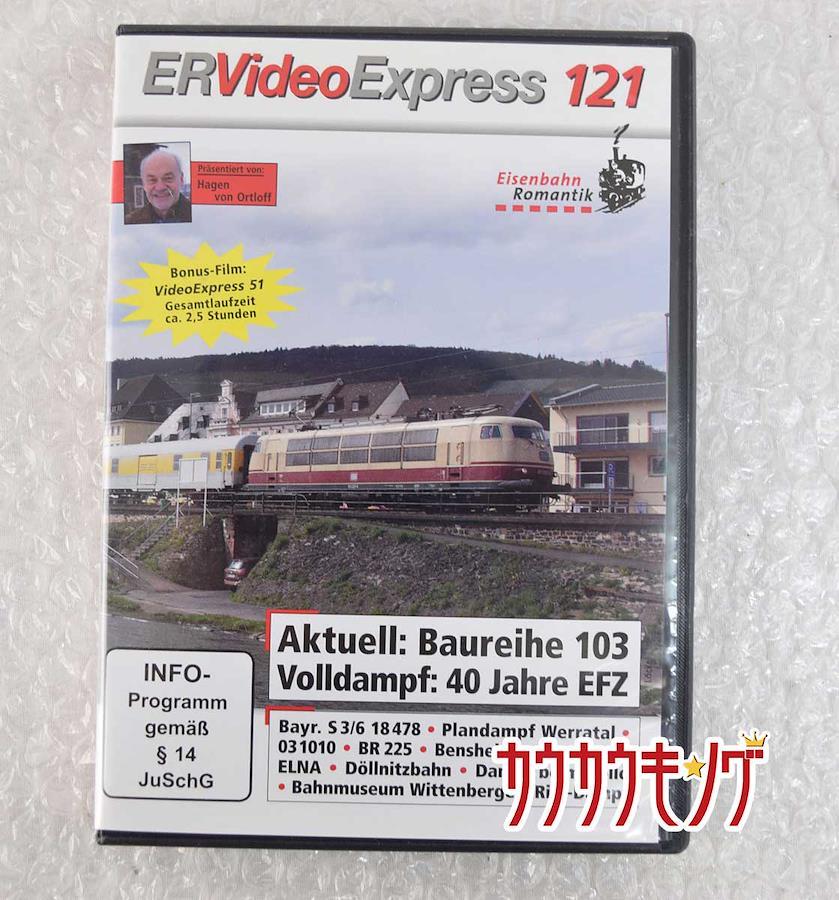 ERVideoExpress 121
Präsentiert von:
Hagen
von Ortloff
Eisenbahn
Romantik
Bonus-Film:
VideoExpress 51
Gesamtlaufzeit
ca. 2,5 Stunden
Aktuell: Baureihe 103
Volldampf: 40 Jahre EFZ
INFO-
Programm
gemäß
§ 14
JuSchG
Bayr. S 3/6 18 478 • Plandampf Werratal •
03 1010 • BR 225 •
ELNA • Döllnitzbahn •
• Bahnmuseum Wittenberge
カウカウキング